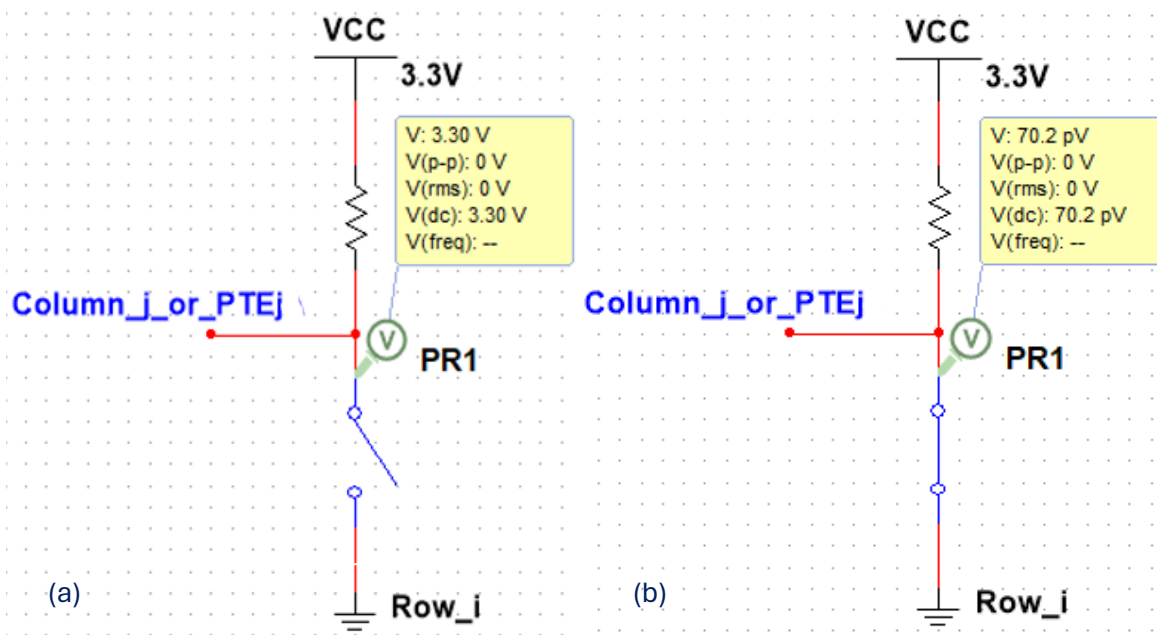 VCC
3.3V
V: 3.30 V
V(p-p): 0 V
V(rms): 0 V
V(dc): 3.30 V
V(freq): --
Column_j_or_PTEj
V
PR1
Row_i
(a)
VCC
3.3V
V: 70.2 pV
V(p-p): 0 V
V(rms): 0 V
V(dc): 70.2 pV
V(freq): --
Column_j_or_PTEj
V
PR1
Row_i
(b)